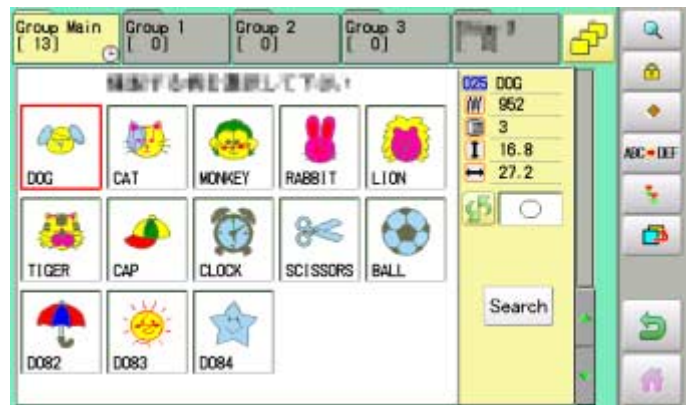 Group Main
[ 13]
Group 1
[ 0]
Group 2
[ 0]
Group 3
[ 0]
025 DOG
952
3
16.8
27.2
DOG
CAT
MONKEY
RABBIT
LION
TIGER
CAP
CLOCK
SCISSORS
BALL
D082
D083
D084
Search
ABC DEF